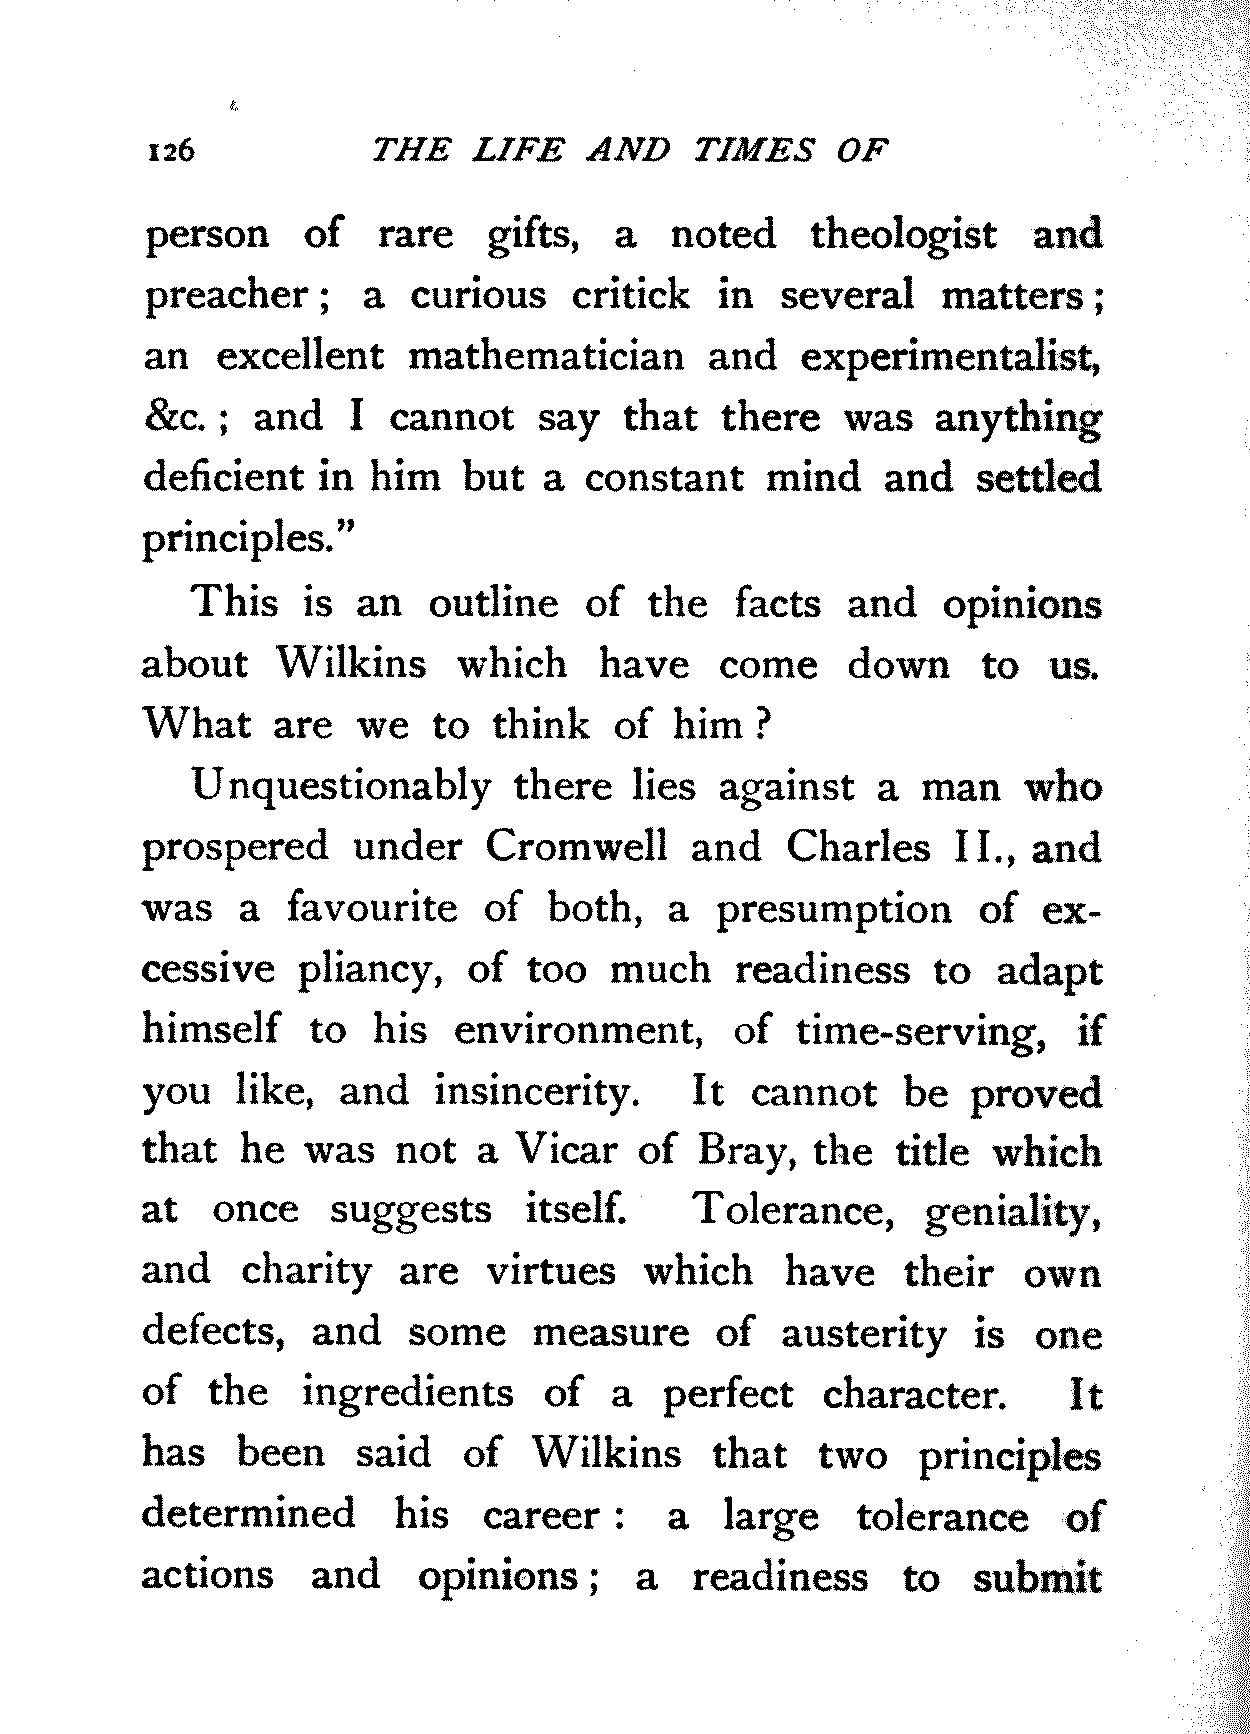 126 THE LIFE AND TIMES OF
person of rare gifts, a noted theologist and
preacher ; a curious critick in several matters ;
an excellent mathematician and experimentalist,
&c. ; and I cannot say that there was anything
deficient in him but a constant mind and settled
principles."
This is an outline of the facts and opinions
about Wilkins which have come down to us.
What are we to think of him ?
Unquestionably there lies against a man who
prospered under Cromwell and Charles II., and
was a favourite of both, a presumption of ex-
cessive pliancy, of too much readiness to adapt
himself to his environment, of time-serving, if
you like, and insincerity. It cannot be proved
that he was not a Vicar of Bray, the title which
at once suggests itself. Tolerance, geniality,
and charity are virtues which have their own
defects, and some measure of austerity is one
of the ingredients of a perfect character. It
has been said of Wilkins that two principles
determined his career : a large tolerance of
actions and opinions ; a readiness to submit